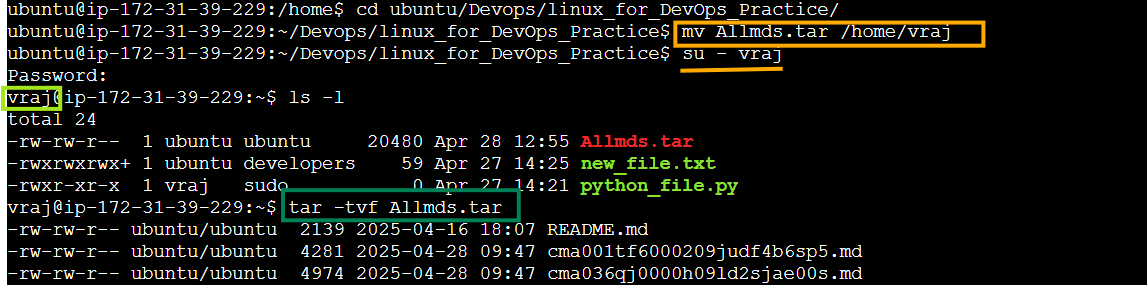 ubuntu@ip-172-31-39-229:/home$ cd ubuntu/Devops/linux_for_DevOps_Practice/
ubuntu@ip-172-31-39-229:~/Devops/linux_for_DevOps_Practice$ mv Allmds.tar /home/vraj
ubuntu@ip-172-31-39-229:~/Devops/linux_for_DevOps_Practice$ su - vraj
Password:
vraj@ip-172-31-39-229:~$ ls -l
total 24
-rw-rw-r--  1 ubuntu ubuntu     20480 Apr 28 12:55 Allmds.tar
-rwxrwxrwx+ 1 ubuntu developers    59 Apr 27 14:25 new_file.txt
-rwxr-xr-x  1 vraj   sudo           0 Apr 27 14:21 python_file.py
vraj@ip-172-31-39-229:~$ tar -tvf Allmds.tar
-rw-rw-r-- ubuntu/ubuntu  2139 2025-04-16 18:07 README.md
-rw-rw-r-- ubuntu/ubuntu  4281 2025-04-28 09:47 cma001tf6000209judf4b6sp5.md
-rw-rw-r-- ubuntu/ubuntu  4974 2025-04-28 09:47 cma036qj0000h09ld2sjae00s.md